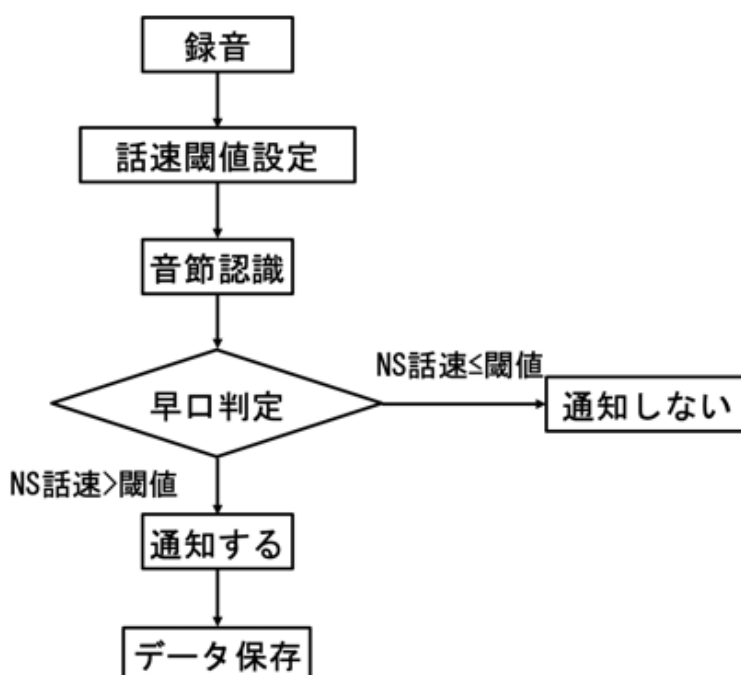 録音
話速閾値設定
音節認識
早口判定
NS話速≤閾値
通知しない
NS話速>閾値
通知する
データ保存